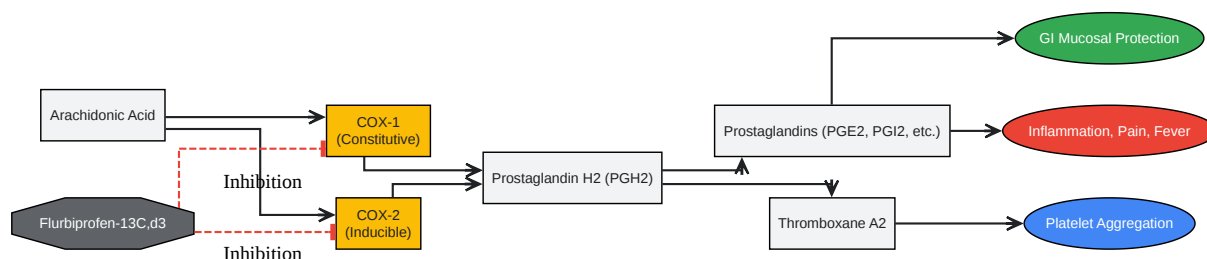 GI Mucosal Protection
Arachidonic Acid
COX-1
(Constitutive)
Prostaglandins (PGE2, PGI2, etc.)
Inflammation, Pain, Fever
Inhibition
Prostaglandin H2 (PGH2)
Flurbiprofen-13C,d3
COX-2
(Inducible)
Thromboxane A2
Platelet Aggregation
Inhibition